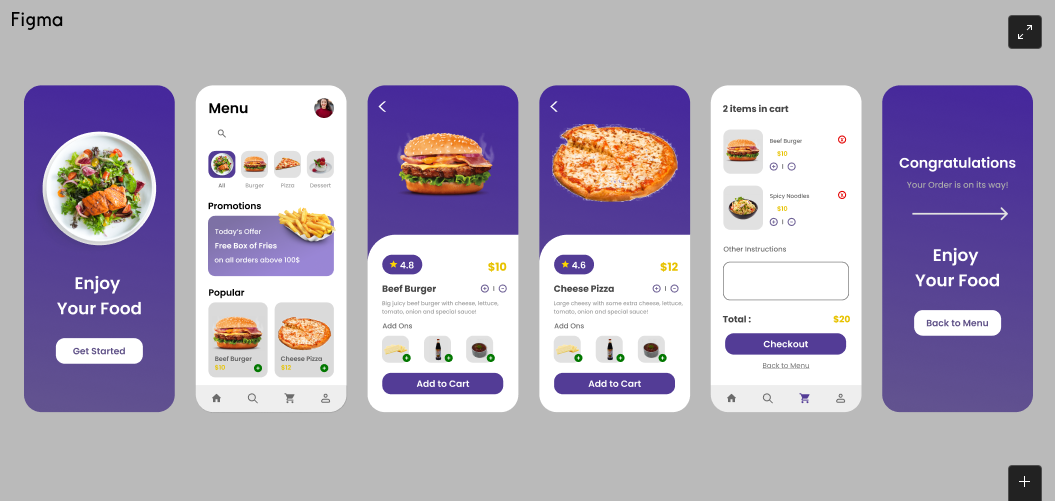 Figma
Enjoy
Your Food
Get Started
Menu
All
Burger
Pizza
Dessert
Promotions
Today's Offer
Free Box of Fries
on all orders above 100$
Popular
Beef Burger
$10
Cheese Pizza
$12
4.8
$10
Beef Burger
1
Big juicy beef burger with cheese, lettuce,
tomato, onion and special sauce!
Add Ons
Add to Cart
4.6
$12
Cheese Pizza
1
Large cheesy with some extra cheese, lettuce,
tomato, onion and special sauce!
Add Ons
Add to Cart
2 items in cart
Beef Burger
$10
1
Spicy Noodles
$10
1
Other Instructions
Total :
$20
Checkout
Back to Menu
Congratulations
Your Order is on its way!
Enjoy
Your Food
Back to Menu